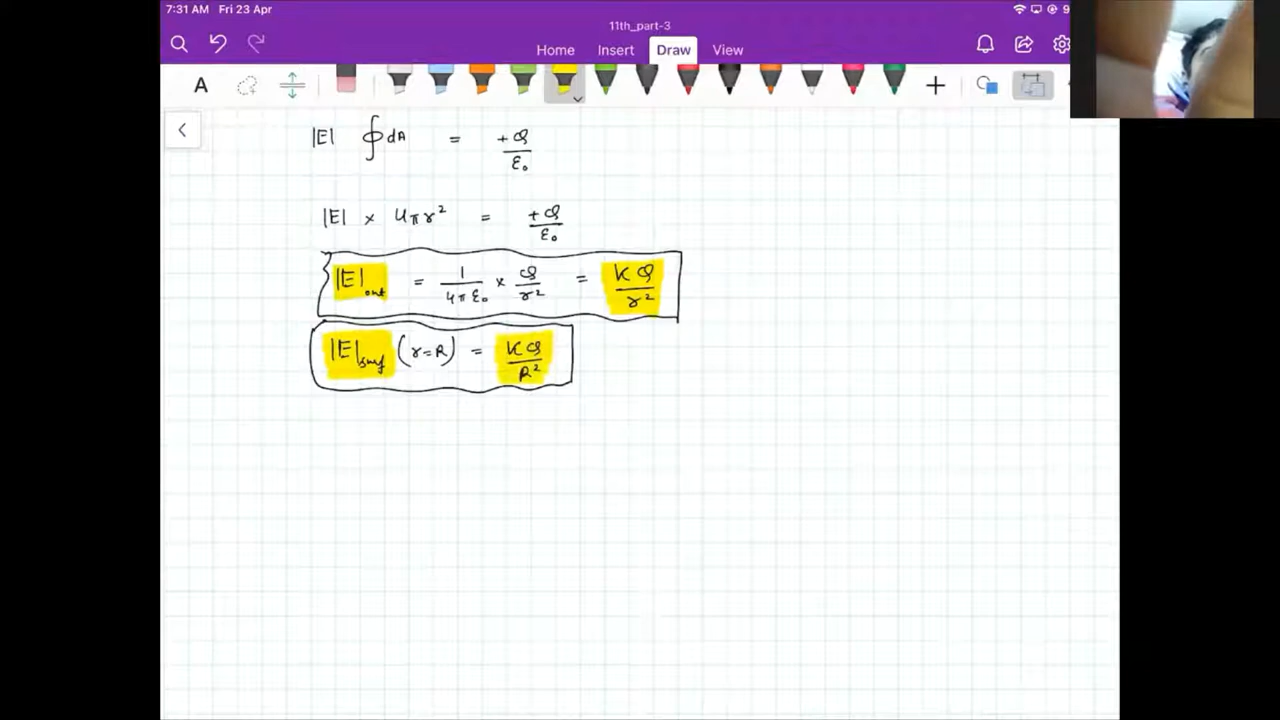 7:31 AM Fri 23 Apr 9
11th_part-3
Home Insert Draw View
A
|E| ∮ dA = +Q/ε₀
|E| × 4πr² = +Q/ε₀
|E|out = 1/4πε₀ × Q/r² = KQ/r²
|E|surf (r=R) = KQ/R²